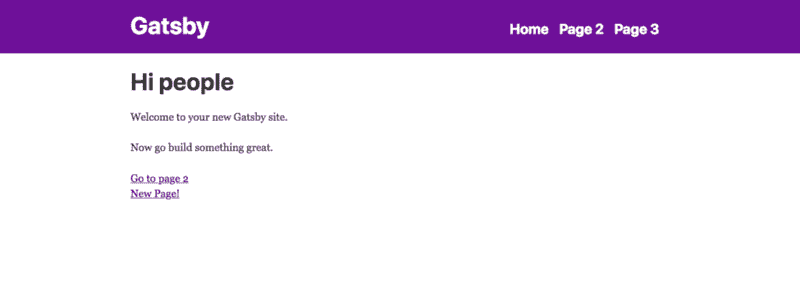 Gatsby
Home Page 2 Page 3
Hi people
Welcome to your new Gatsby site.
Now go build something great.
Go to page 2
New Page!